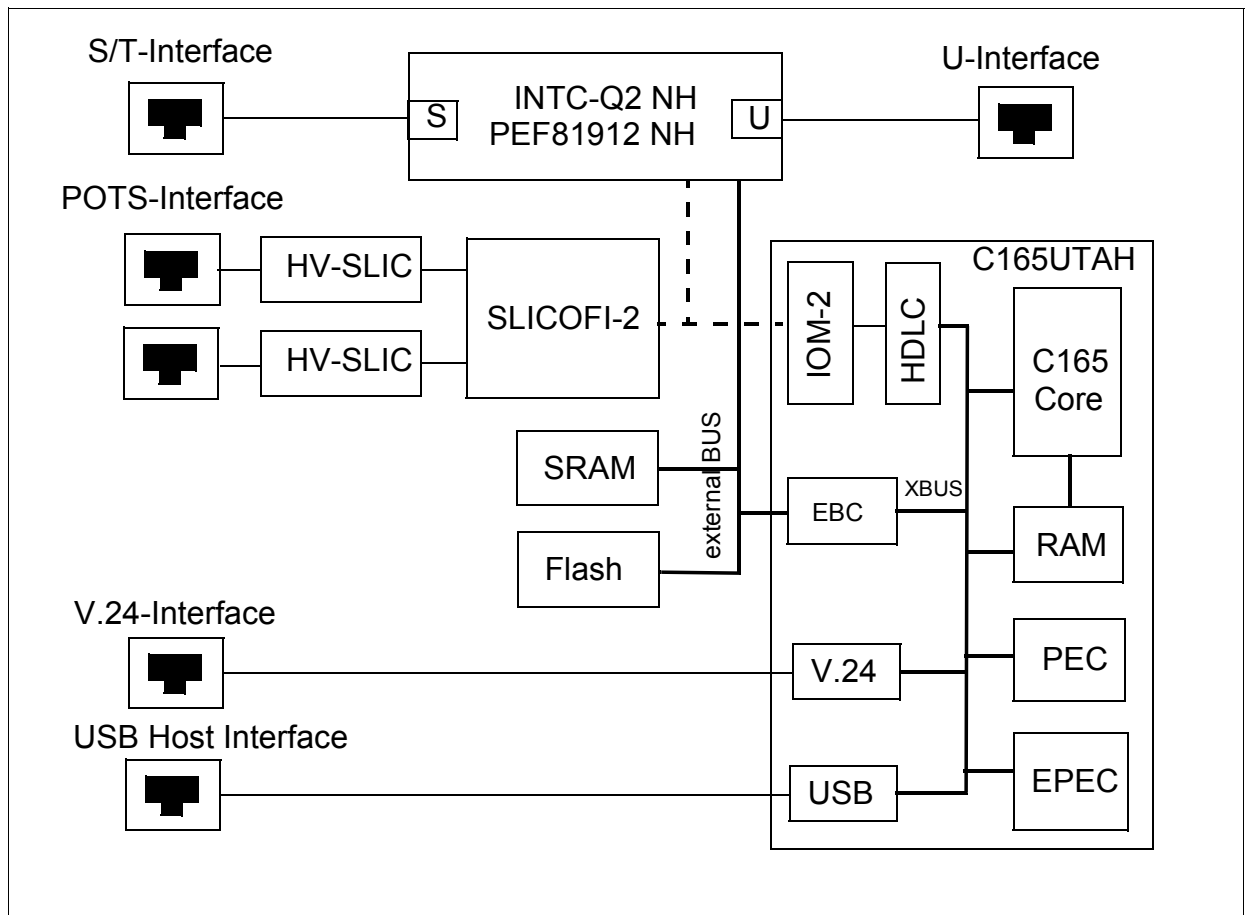 S/T-Interface
U-Interface
INTC-Q2 NH
PEF81912 NH
S
U
POTS-Interface
HV-SLIC
HV-SLIC
SLICOFI-2
C165UTAH
IOM-2
HDLC
C165
Core
SRAM
Flash
external BUS
EBC
XBUS
RAM
V.24-Interface
V.24
PEC
USB Host Interface
USB
EPEC